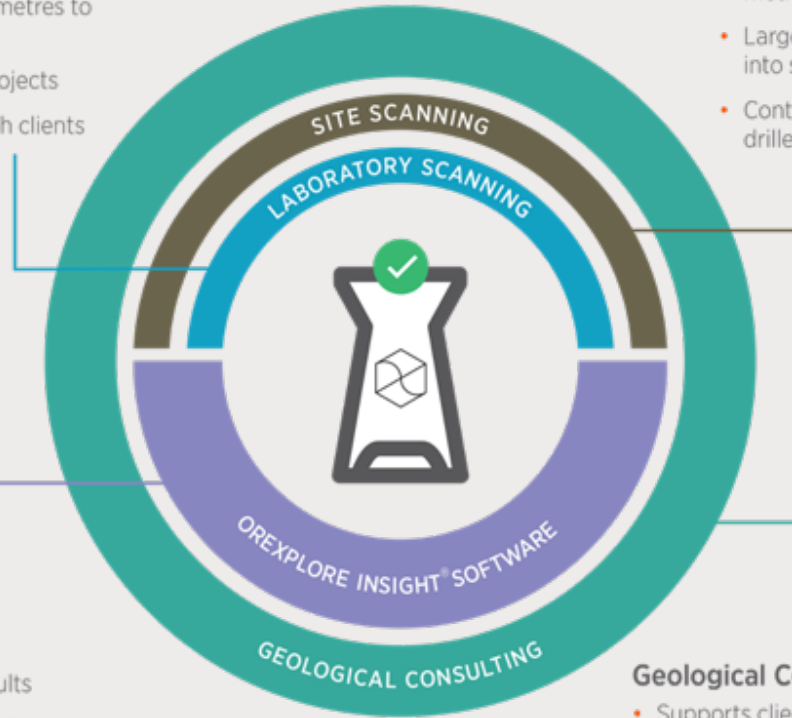 metres to
ojects
h clients
Large
into s
Cont
drille
SITE SCANNING
LABORATORY SCANNING
OREXPLORE INSIGHT® SOFTWARE
GEOLOGICAL CONSULTING
ults
Geological C
Supports clie